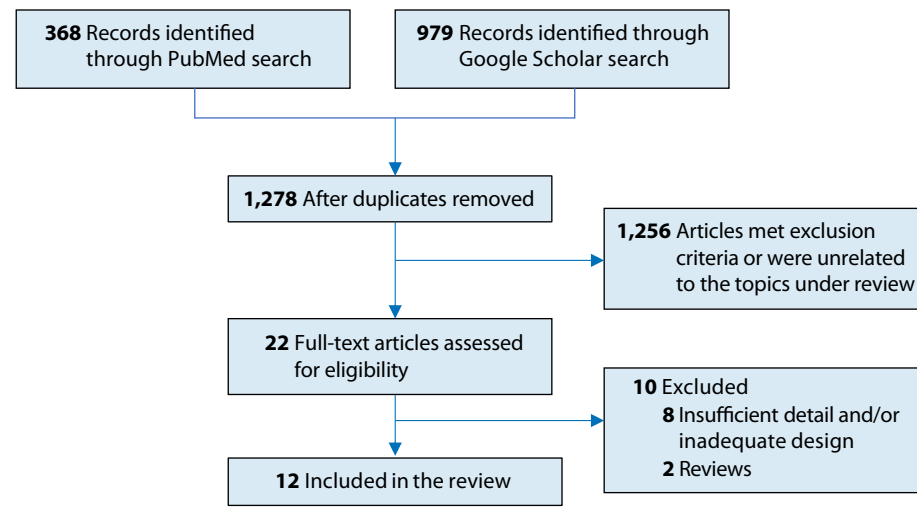 368 Records identified
through PubMed search
979 Records identified through
Google Scholar search
1,278 After duplicates removed
1,256 Articles met exclusion
criteria or were unrelated
to the topics under review
22 Full-text articles assessed
for eligibility
10 Excluded
8 Insufficient detail and/or
inadequate design
2 Reviews
12 Included in the review